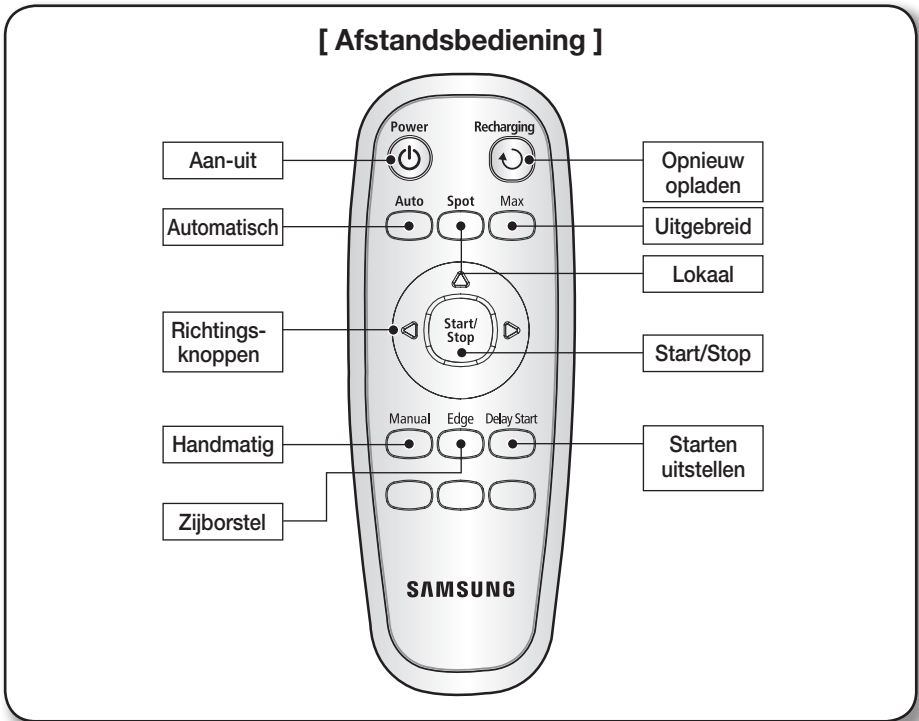 [ Afstandsbediening ]
Power
Recharging
Aan-uit
Opnieuw
opladen
Auto
Spot
Max
Automatisch
Uitgebreid
Lokaal
Richtings-
knoppen
Start/
Stop
Start/Stop
Manual
Edge
Delay Start
Handmatig
Starten
uitstellen
Zijborstel
SAMSUNG